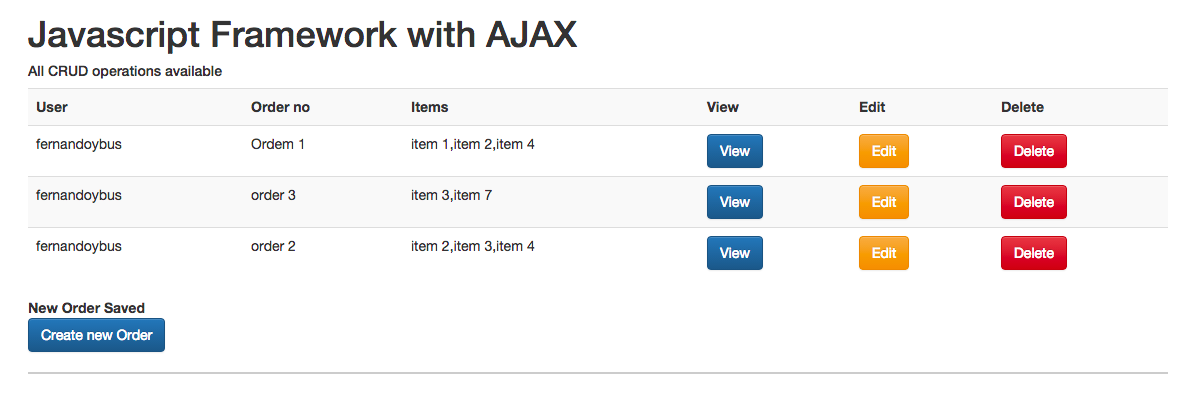 Javascript Framework with AJAX
All CRUD operations available
User Order no Items View Edit Delete
fernandoybus Ordem 1 item 1,item 2,item 4 View Edit Delete
fernandoybus order 3 item 3,item 7 View Edit Delete
fernandoybus order 2 item 2,item 3,item 4 View Edit Delete
New Order Saved
Create new Order